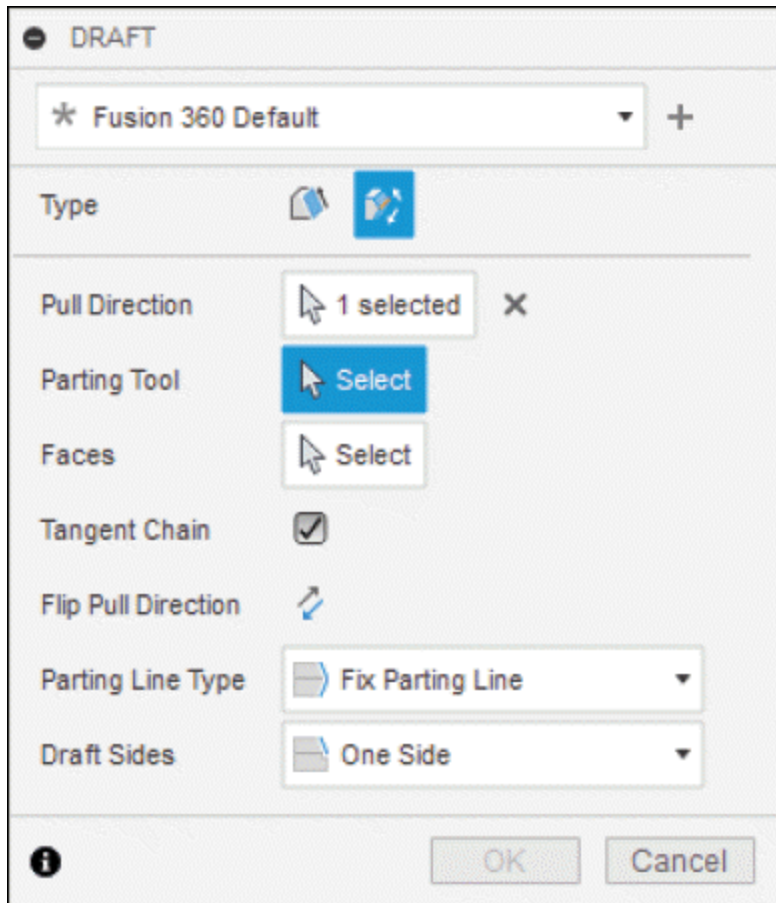 DRAFT
Fusion 360 Default
Type
Pull Direction 1 selected
Parting Tool Select
Faces Select
Tangent Chain
Flip Pull Direction
Parting Line Type Fix Parting Line
Draft Sides One Side
OK Cancel